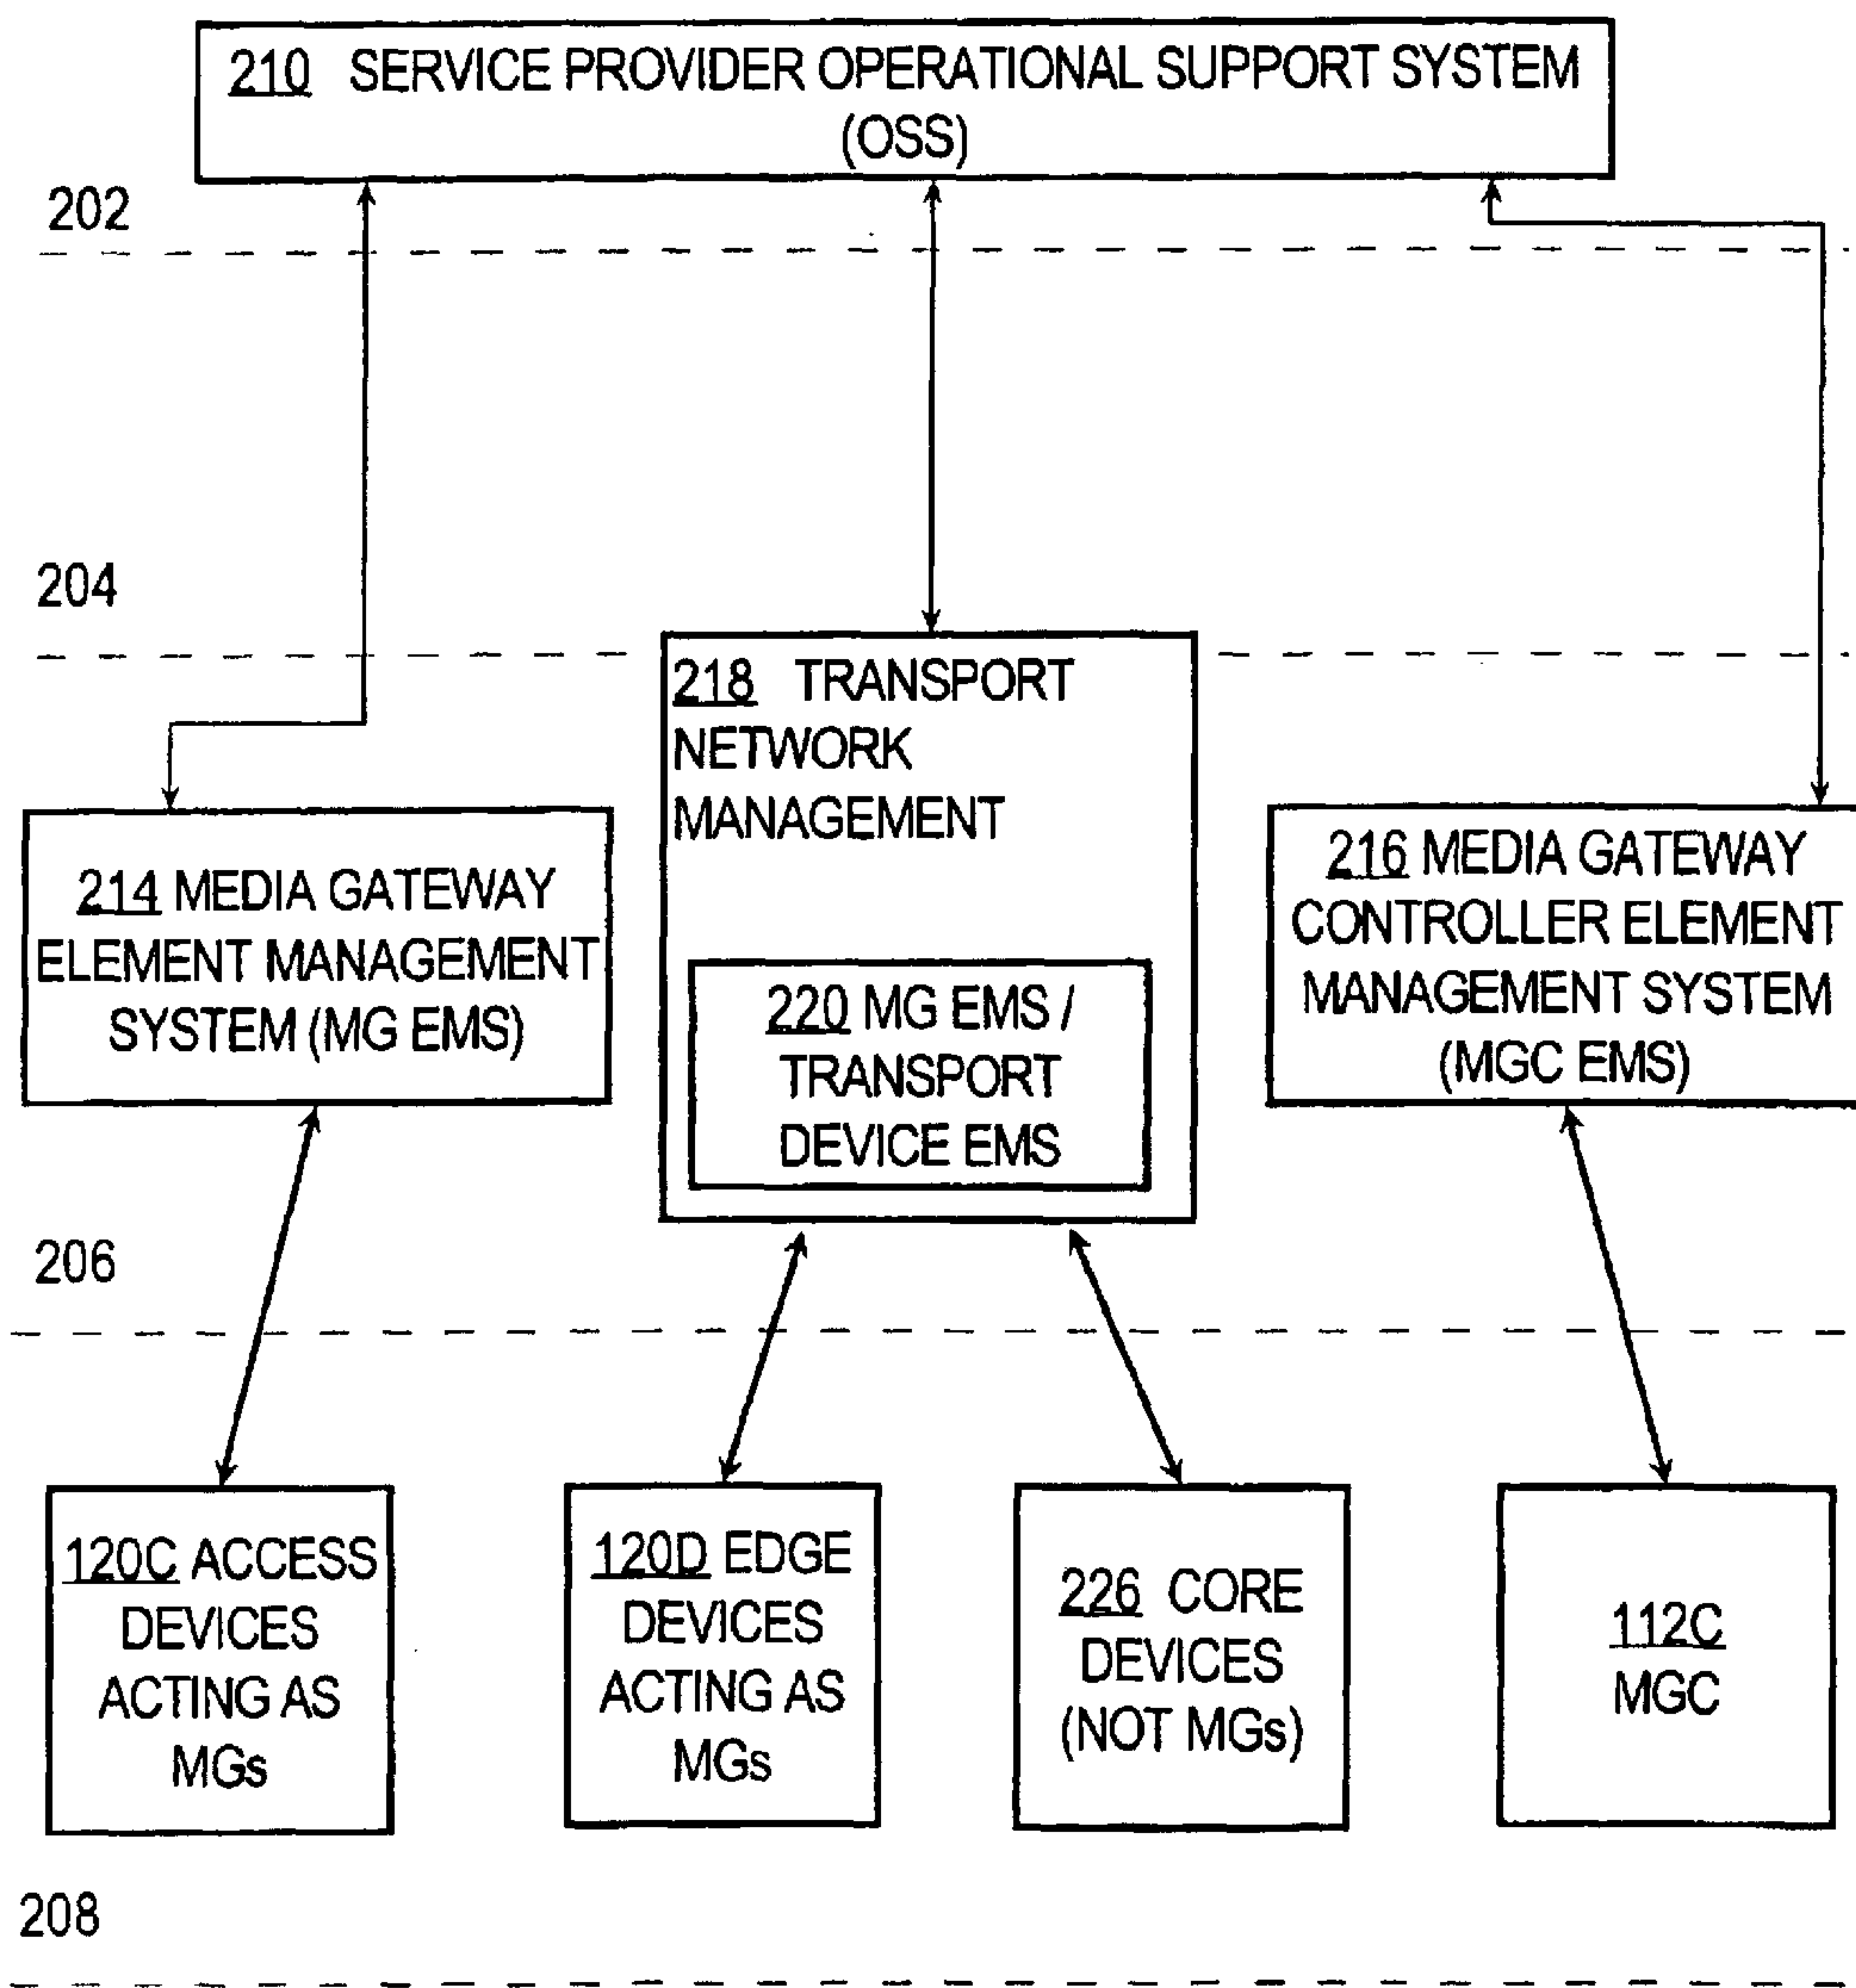 210 SERVICE PROVIDER OPERATIONAL SUPPORT SYSTEM
(OSS)
202
204
218 TRANSPORT
NETWORK
MANAGEMENT
214 MEDIA GATEWAY
ELEMENT MANAGEMENT
SYSTEM (MG EMS)
220 MG EMS /
TRANSPORT
DEVICE EMS
216 MEDIA GATEWAY
CONTROLLER ELEMENT
MANAGEMENT SYSTEM
(MGC EMS)
206
120C ACCESS
DEVICES
ACTING AS
MGs
120D EDGE
DEVICES
ACTING AS
MGs
226 CORE
DEVICES
(NOT MGs)
112C
MGC
208